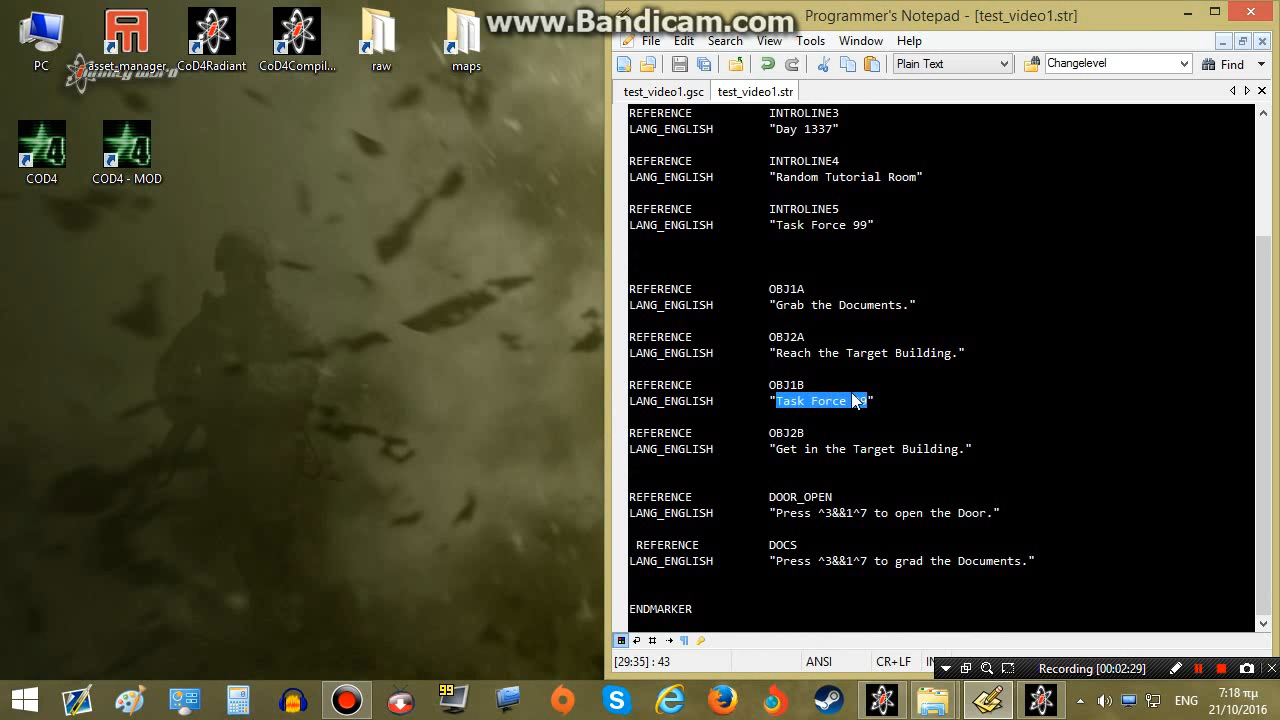 www.Bandicam.com
Programmer's Notepad - [test_video1.str]
File Edit Search View Tools Window Help
Plain Text
Changelevel
Find
test_video1.gsc test_video1.str
PC
asset-manager
CoD4Radiant
CoD4Compil...
raw
maps
COD4
COD4 - MOD
REFERENCE INTROLINE3
LANG_ENGLISH "Day 1337"
REFERENCE INTROLINE4
LANG_ENGLISH "Random Tutorial Room"
REFERENCE INTROLINE5
LANG_ENGLISH "Task Force 99"
REFERENCE OBJ1A
LANG_ENGLISH "Grab the Documents."
REFERENCE OBJ2A
LANG_ENGLISH "Reach the Target Building."
REFERENCE OBJ1B
LANG_ENGLISH "Task Force 99"
REFERENCE OBJ2B
LANG_ENGLISH "Get in the Target Building."
REFERENCE DOOR_OPEN
LANG_ENGLISH "Press ^3&&1^7 to open the Door."
REFERENCE DOCS
LANG_ENGLISH "Press ^3&&1^7 to grad the Documents."
ENDMARKER
[29:35] : 43
ANSI
CR+LF
Recording [00:02:29]
99
ΕΛΗ
7:18 πμ
21/10/2016